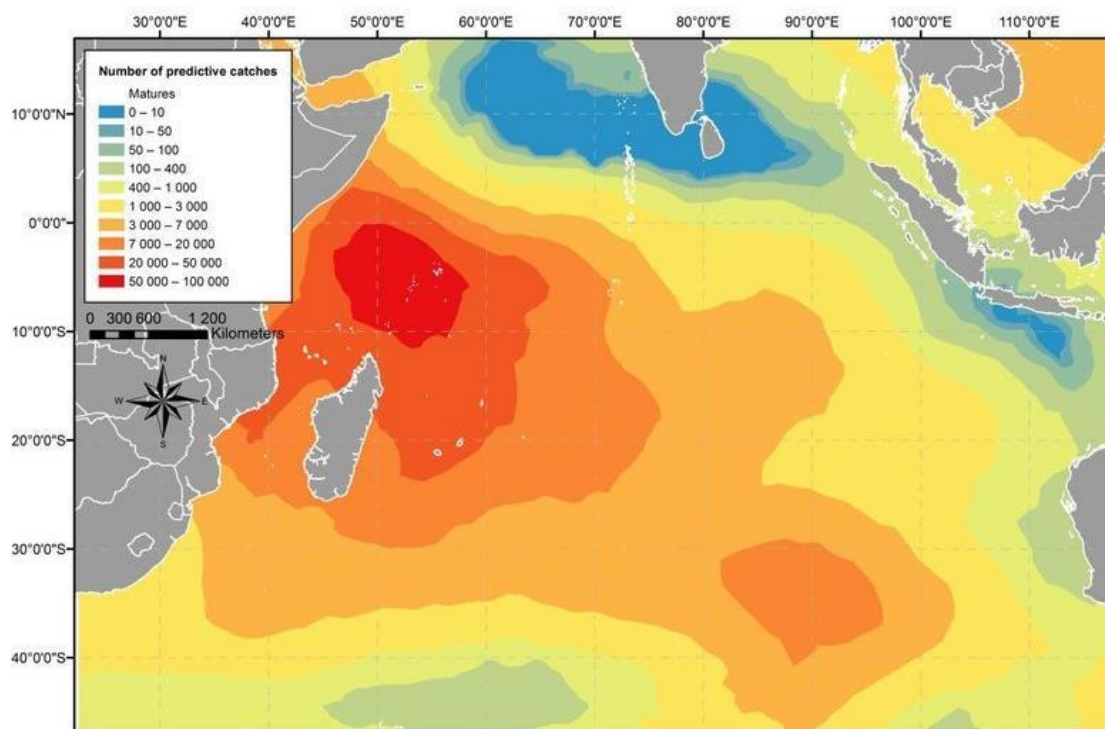 30°0'0"E 40°0'0"E 50°0'0"E 60°0'0"E 70°0'0"E 80°0'0"E 90°0'0"E 100°0'0"E 110°0'0"E
Number of predictive catches
Matures
0 – 10
10 – 50
50 – 100
100 – 400
400 – 1 000
1 000 – 3 000
3 000 – 7 000
7 000 – 20 000
20 000 – 50 000
50 000 – 100 000
10°0'0"N
0°0'0"
10°0'0"S
20°0'0"S
30°0'0"S
40°0'0"S
0 300 600 1 200
Kilometers
N
W E
S